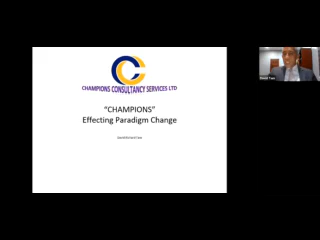 CHAMPIONS CONSULTANCY SERVICES LTD
"CHAMPIONS"
Effecting Paradigm Change